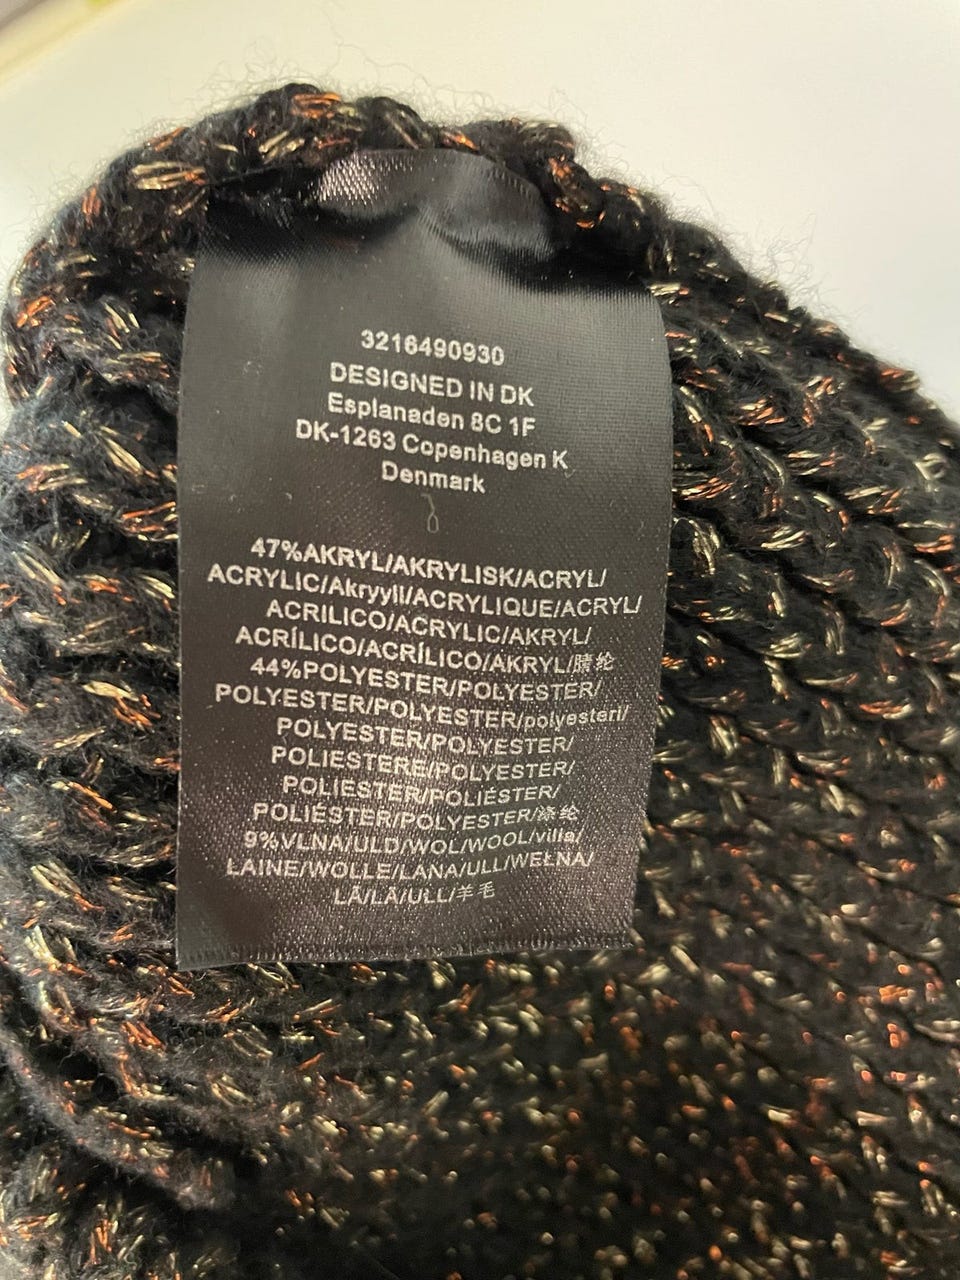 3216490930
DESIGNED IN DK
Esplanaden 8C 1F
DK-1263 Copenhagen K
Denmark
47%AKRYL/AKRYLISK/ACRYL/
ACRYLIC/Akryyli/ACRYLIQUE/ACRYL/
ACRILICO/ACRYLIC/AKRYL/
ACRÍLICO/ACRÍLICO/AKRYL/腈纶
44%POLYESTER/POLYESTER/
POLYESTER/POLYESTER/polyesteri/
POLYESTER/POLYESTER/
POLIESTERE/POLYESTER/
POLIESTER/POLIÉSTER/
POLIÉSTER/POLYESTER/涤纶
9%VLNA/ULD/WOL/WOOL/villa/
LAINE/WOLLE/LANA/ULL/WEŁNA/
LÃ/LÃ/ULL/羊毛